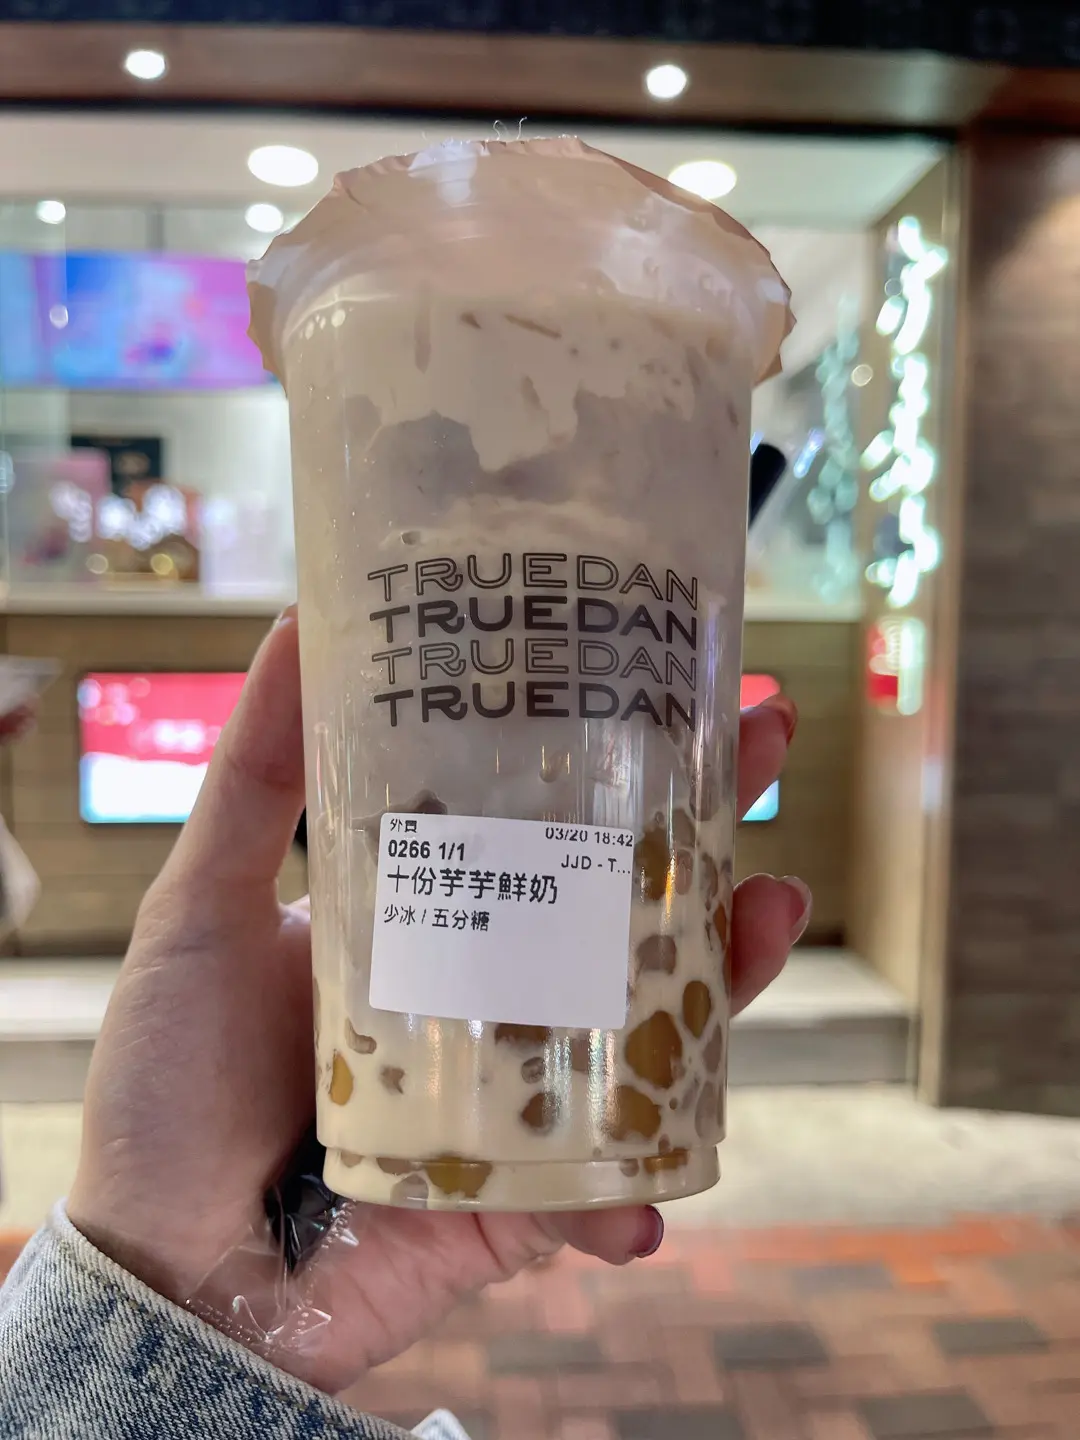 TRUEDAN
TRUEDAN
TRUEDAN
TRUEDAN
外賣
03/20 18:42
0266 1/1
JJD - T...
十份芋芋鮮奶
少冰 / 五分糖